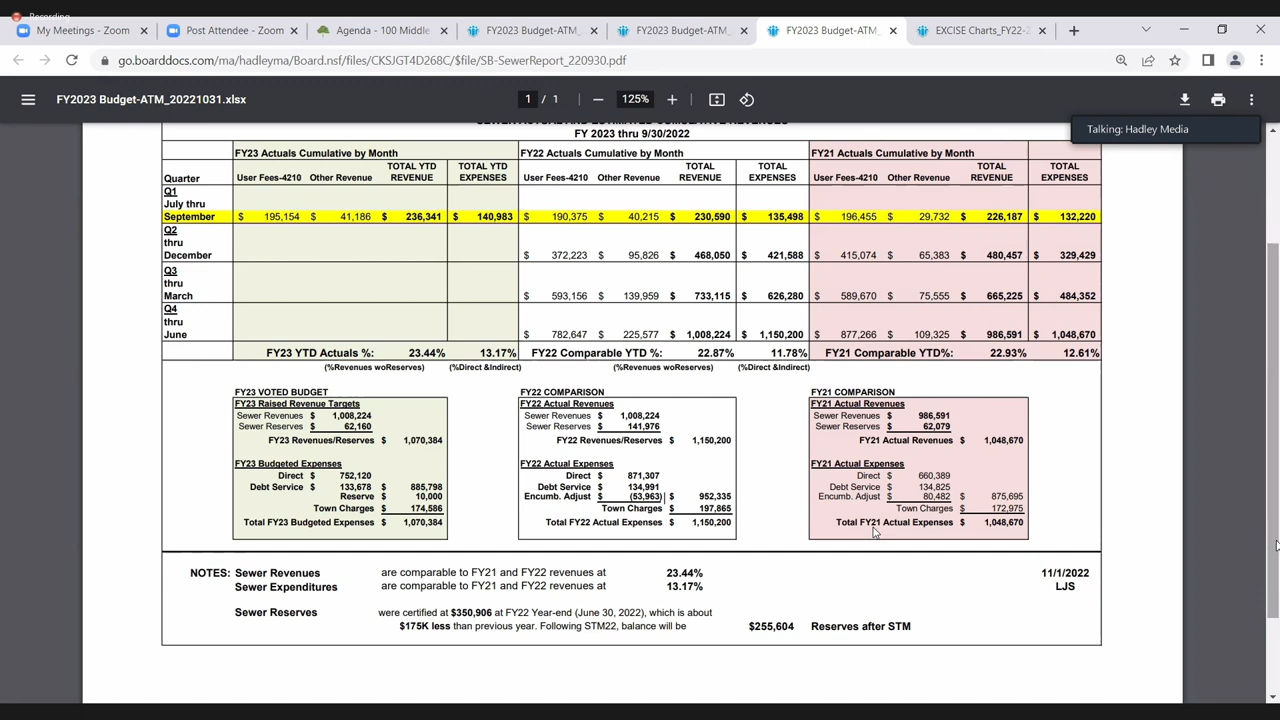 Recording
My Meetings - Zoom
Post Attendee - Zoom
Agenda - 100 Middle
FY2023 Budget-ATM_
FY2023 Budget-ATM_
FY2023 Budget-ATM_
EXCISE Charts_FY22-2
go.boarddocs.com/ma/hadleyma/Board.nsf/files/CKSJGT4D268C/$file/SB-SewerReport_220930.pdf
FY2023 Budget-ATM_20221031.xlsx
1 / 1
125%
Talking: Hadley Media
FY 2023 thru 9/30/2022
FY23 Actuals Cumulative by Month FY22 Actuals Cumulative by Month FY21 Actuals Cumulative by Month
TOTAL YTD TOTAL YTD TOTAL TOTAL TOTAL TOTAL
Quarter User Fees-4210 Other Revenue REVENUE EXPENSES User Fees-4210 Other Revenue REVENUE EXPENSES User Fees-4210 Other Revenue REVENUE EXPENSES
Q1
July thru
September $ 195,154 $ 41,186 $ 236,341 $ 140,983 $ 190,375 $ 40,215 $ 230,590 $ 135,498 $ 196,455 $ 29,732 $ 226,187 $ 132,220
Q2
thru
December $ 372,223 $ 95,826 $ 468,050 $ 421,588 $ 415,074 $ 65,383 $ 480,457 $ 329,429
Q3
thru
March $ 593,156 $ 139,959 $ 733,115 $ 626,280 $ 589,670 $ 75,555 $ 665,225 $ 484,352
Q4
thru
June $ 782,647 $ 225,577 $ 1,008,224 $ 1,150,200 $ 877,266 $ 109,325 $ 986,591 $ 1,048,670
FY23 YTD Actuals %: 23.44% 13.17% FY22 Comparable YTD %: 22.87% 11.78% FY21 Comparable YTD%: 22.93% 12.61%
(%Revenues woReserves) (%Direct &Indirect) (%Revenues woReserves) (%Direct &Indirect)
FY23 VOTED BUDGET FY22 COMPARISON FY21 COMPARISON
FY23 Raised Revenue Targets FY22 Actual Revenues FY21 Actual Revenues
Sewer Revenues $ 1,008,224 Sewer Revenues $ 1,008,224 Sewer Revenues $ 986,591
Sewer Reserves $ 62,160 Sewer Reserves $ 141,976 Sewer Reserves $ 62,079
FY23 Revenues/Reserves $ 1,070,384 FY22 Revenues/Reserves $ 1,150,200 FY21 Actual Revenues $ 1,048,670
FY23 Budgeted Expenses FY22 Actual Expenses FY21 Actual Expenses
Direct $ 752,120 Direct $ 871,307 Direct $ 660,389
Debt Service $ 133,678 $ 885,798 Debt Service $ 134,991 Debt Service $ 134,825
Reserve $ 10,000 Encumb. Adjust $ (53,963) $ 952,335 Encumb. Adjust $ 80,482 $ 875,695
Town Charges $ 174,586 Town Charges $ 197,865 Town Charges $ 172,975
Total FY23 Budgeted Expenses $ 1,070,384 Total FY22 Actual Expenses $ 1,150,200 Total FY21 Actual Expenses $ 1,048,670
NOTES: Sewer Revenues are comparable to FY21 and FY22 revenues at 23.44% 11/1/2022
Sewer Expenditures are comparable to FY21 and FY22 revenues at 13.17% LJS
Sewer Reserves were certified at $350,906 at FY22 Year-end (June 30, 2022), which is about
$175K less than previous year. Following STM22, balance will be $255,604 Reserves after STM